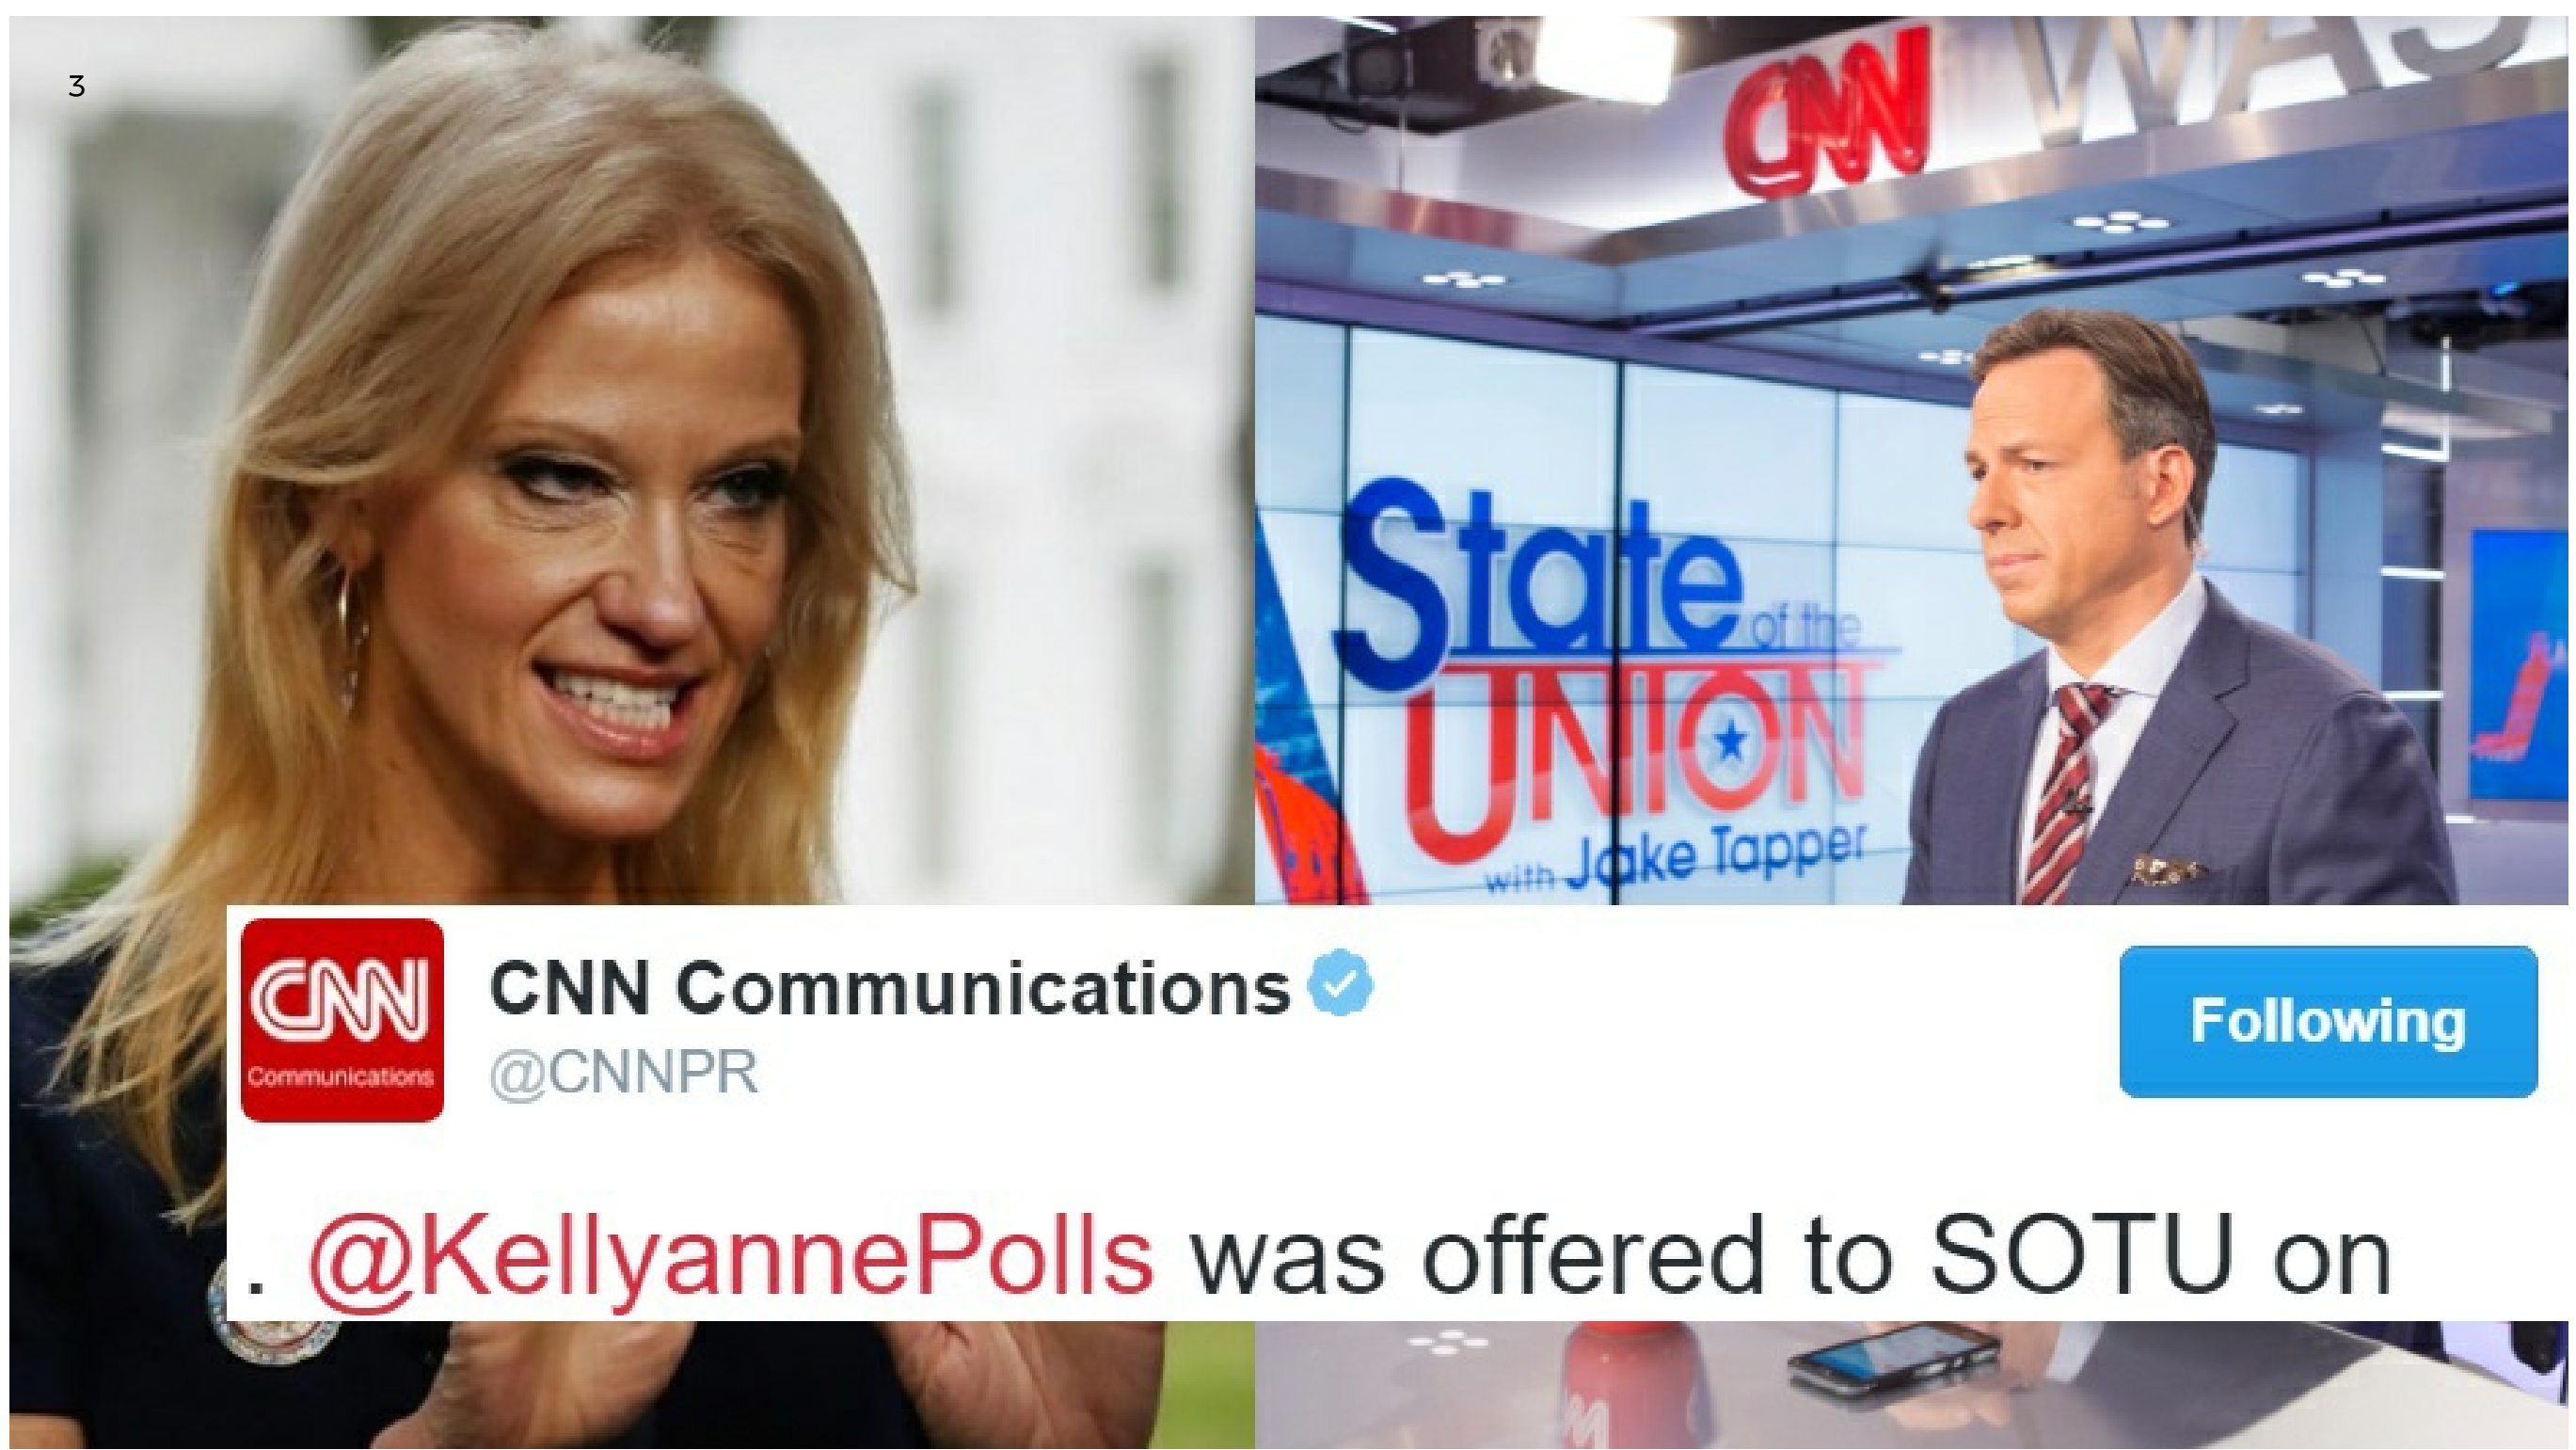 3
CNN WAS
State of the
UNION
with Jake Tapper
CNN
Communications
CNN Communications
@CNNPR
Following
. @KellyannePolls was offered to SOTU on